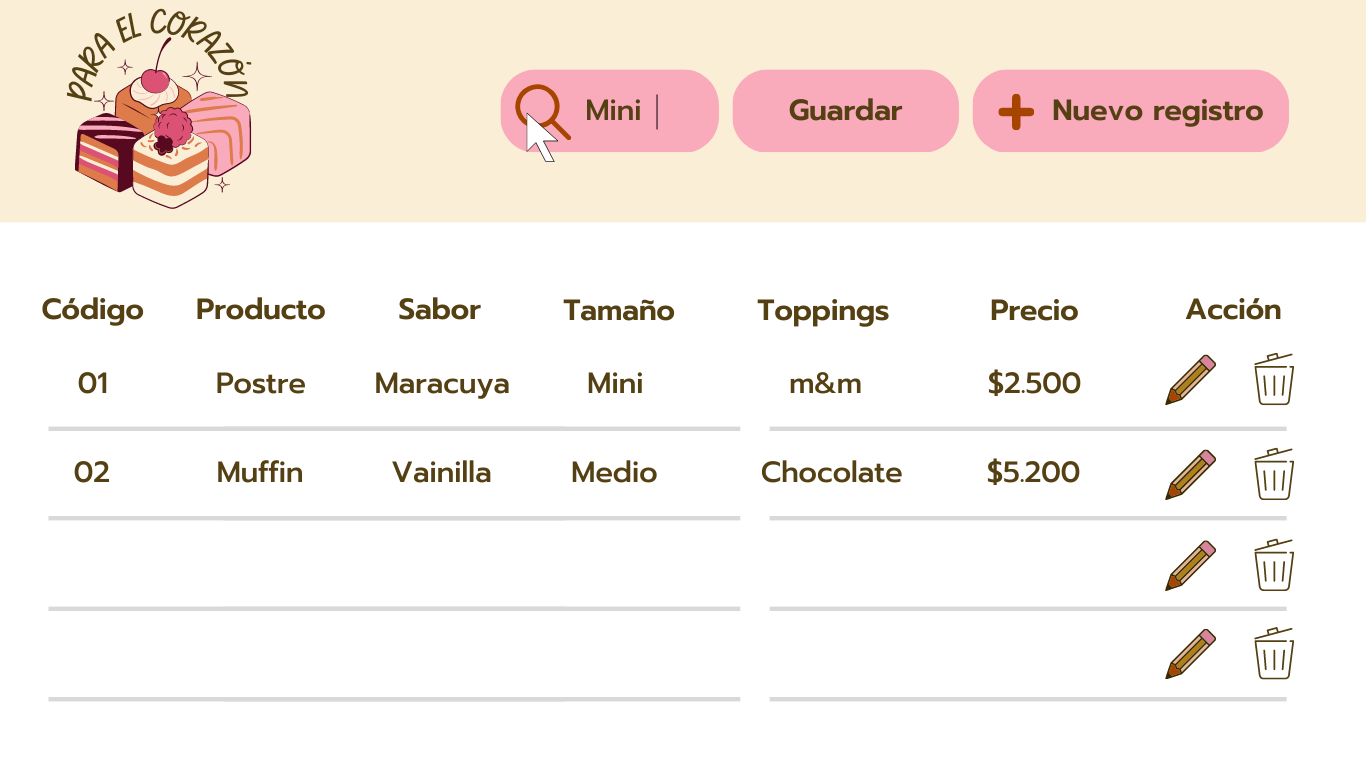 PARA EL CORAZÓN
Mini | Guardar Nuevo registro
Código Producto Sabor Tamaño Toppings Precio Acción
01 Postre Maracuya Mini m&m $2.500
02 Muffin Vainilla Medio Chocolate $5.200